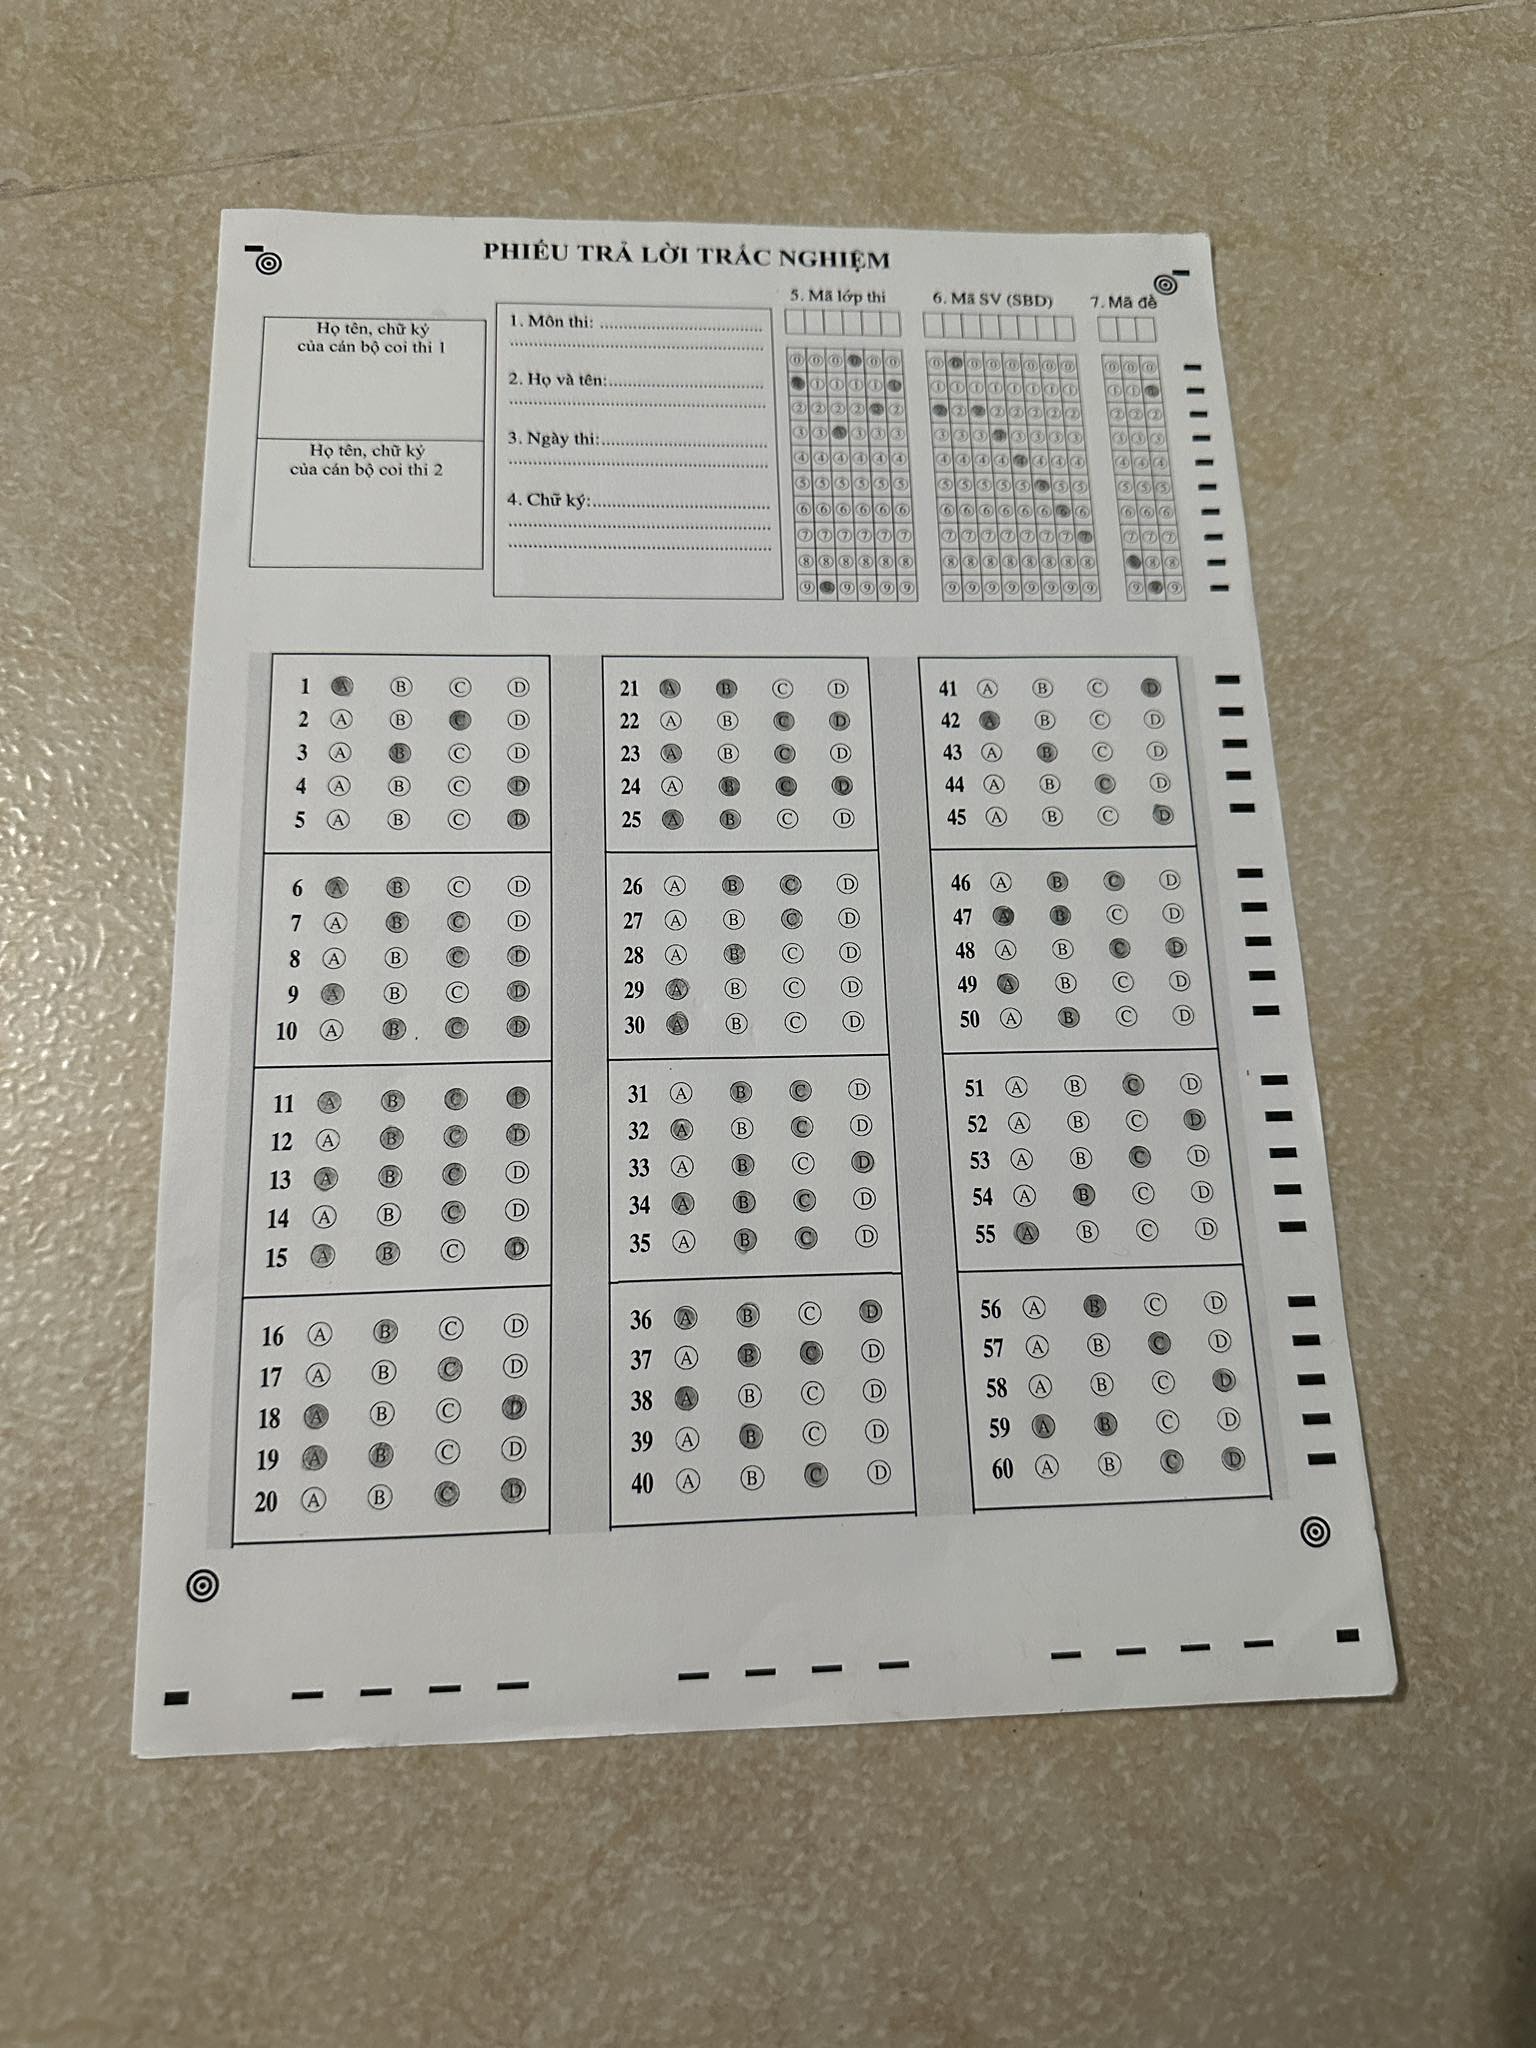 PHIẾU TRẢ LỜI TRẮC NGHIỆM
Họ tên, chữ ký
của cán bộ coi thi 1
Họ tên, chữ ký
của cán bộ coi thi 2
1. Môn thi: ................................
................................................
2. Họ và tên:................................
................................................
3. Ngày thi:................................
................................................
4. Chữ ký:................................
................................................
................................................
5. Mã lớp thi
0 0 0 0 0 0
1 1 1 1 1 1
2 2 2 2 2 2
3 3 3 3 3 3
4 4 4 4 4 4
5 5 5 5 5 5
6 6 6 6 6 6
7 7 7 7 7 7
8 8 8 8 8 8
9 9 9 9 9 9
6. Mã SV (SBD)
0 0 0 0 0 0 0 0
1 1 1 1 1 1 1 1
2 2 2 2 2 2 2 2
3 3 3 3 3 3 3 3
4 4 4 4 4 4 4 4
5 5 5 5 5 5 5 5
6 6 6 6 6 6 6 6
7 7 7 7 7 7 7 7
8 8 8 8 8 8 8 8
9 9 9 9 9 9 9 9
7. Mã đề
0 0 0
1 1 1
2 2 2
3 3 3
4 4 4
5 5 5
6 6 6
7 7 7
8 8 8
9 9 9
1 A B C D
2 A B C D
3 A B C D
4 A B C D
5 A B C D
6 A B C D
7 A B C D
8 A B C D
9 A B C D
10 A B C D
11 A B C D
12 A B C D
13 A B C D
14 A B C D
15 A B C D
16 A B C D
17 A B C D
18 A B C D
19 A B C D
20 A B C D
21 A B C D
22 A B C D
23 A B C D
24 A B C D
25 A B C D
26 A B C D
27 A B C D
28 A B C D
29 A B C D
30 A B C D
31 A B C D
32 A B C D
33 A B C D
34 A B C D
35 A B C D
36 A B C D
37 A B C D
38 A B C D
39 A B C D
40 A B C D
41 A B C D
42 A B C D
43 A B C D
44 A B C D
45 A B C D
46 A B C D
47 A B C D
48 A B C D
49 A B C D
50 A B C D
51 A B C D
52 A B C D
53 A B C D
54 A B C D
55 A B C D
56 A B C D
57 A B C D
58 A B C D
59 A B C D
60 A B C D